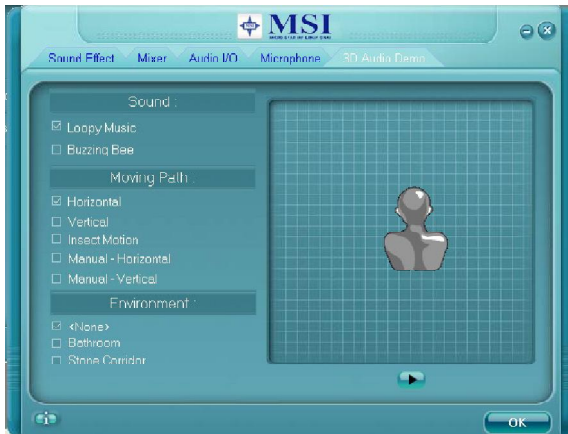 MSI
Sound Effect Mixer Audio I/O Microphone 3D Audio Demo
Sound :
Loopy Music
Buzzing Bee
Moving Path :
Horizontal
Vertical
Insect Motion
Manual - Horizontal
Manual - Vertical
Environment :
<None>
Bathroom
Stone Corridor
OK